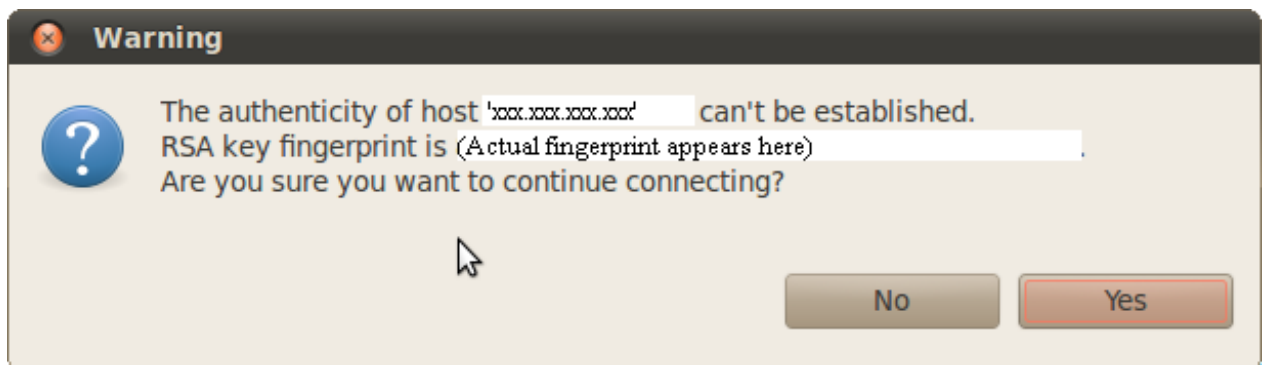 Warning
The authenticity of host 'xxx.xxx.xxx.xxx' can't be established.
RSA key fingerprint is (Actual fingerprint appears here) .
Are you sure you want to continue connecting?
No Yes